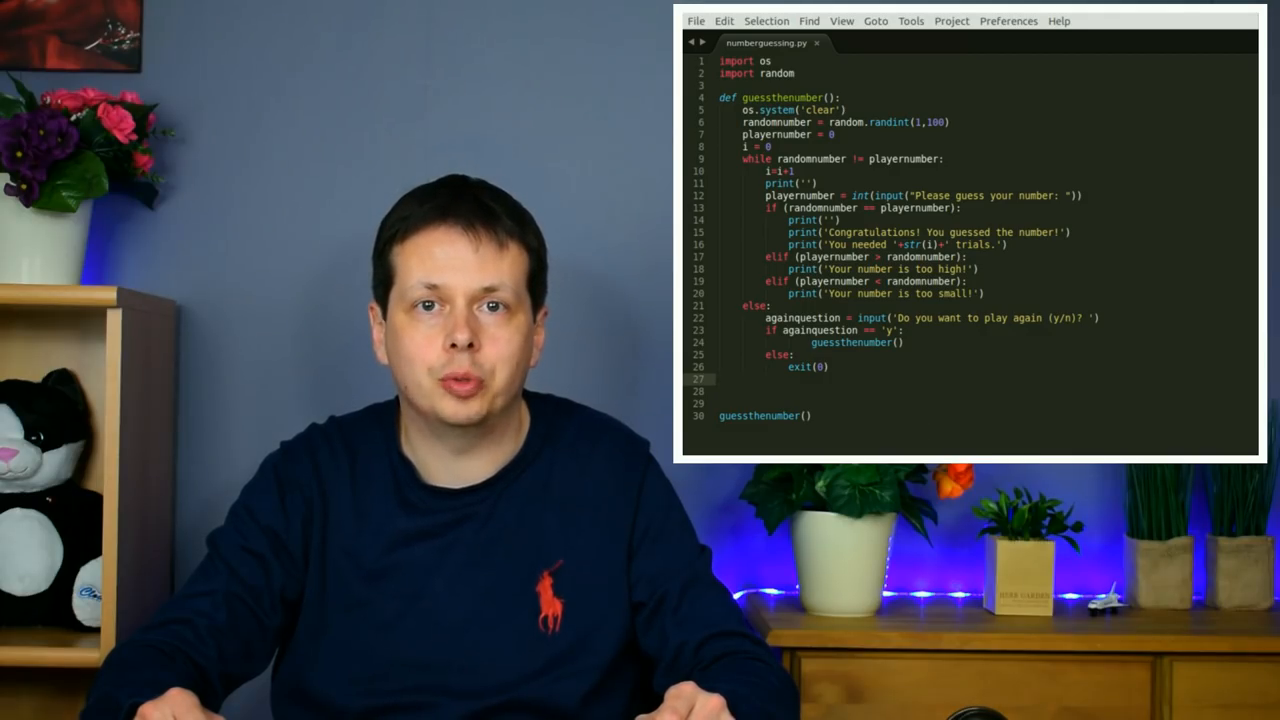 File Edit Selection Find View Goto Tools Project Preferences Help
numberguessing.py ×
1 import os
2 import random
3
4 def guessthenumber():
5 os.system('clear')
6 randomnumber = random.randint(1,100)
7 playernumber = 0
8 i = 0
9 while randomnumber != playernumber:
10 i=i+1
11 print('')
12 playernumber = int(input("Please guess your number: "))
13 if (randomnumber == playernumber):
14 print('')
15 print('Congratulations! You guessed the number!')
16 print('You needed '+str(i)+' trials.')
17 elif (playernumber > randomnumber):
18 print('Your number is too high!')
19 elif (playernumber < randomnumber):
20 print('Your number is too small!')
21 else:
22 againquestion = input('Do you want to play again (y/n)? ')
23 if againquestion == 'y':
24 guessthenumber()
25 else:
26 exit(0)
27
28
29
30 guessthenumber()
HERB GARDEN